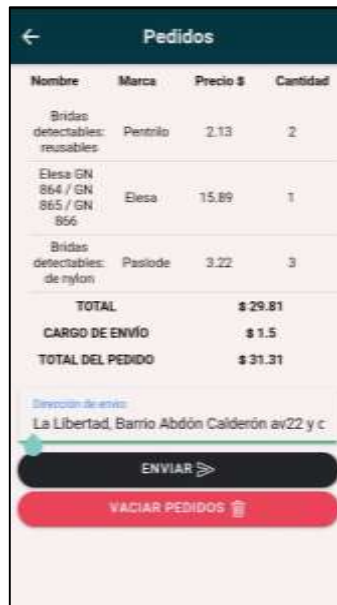 Pedidos
Nombre Marca Precio $ Cantidad
Bridas
detectables: Pentrilo 2.13 2
reusables
Elesa GN
864 / GN
865 / GN Elesa 15.89 1
866
Bridas
detectables: Paslode 3.22 3
de nylon
TOTAL $ 29.81
CARGO DE ENVÍO $ 1.5
TOTAL DEL PEDIDO $ 31.31
Dirección de envio
La Libertad, Barrio Abdón Calderón av22 y c
ENVIAR
VACIAR PEDIDOS